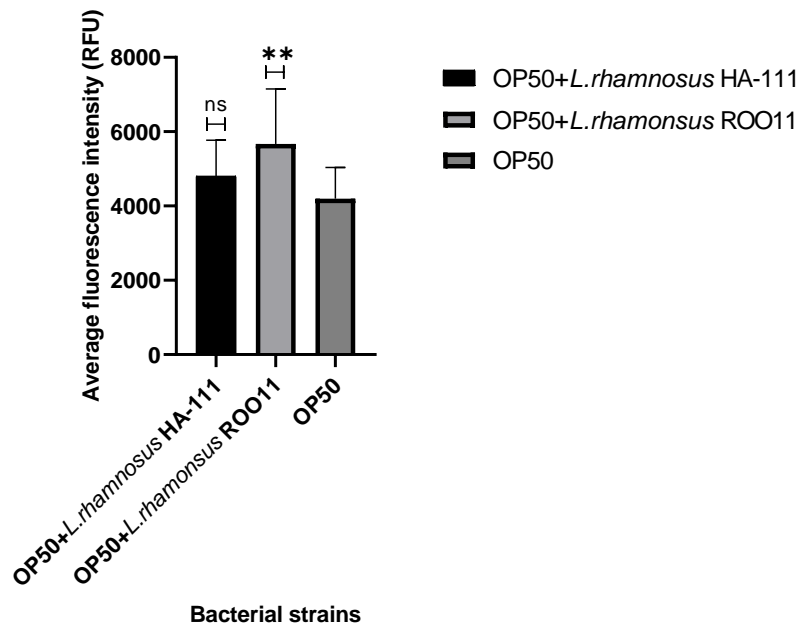 Average fluorescence intensity (RFU)
8000
6000
4000
2000
0
ns
**
OP50+L.rhamnosus HA-111
OP50+L.rhamonsus ROO11
OP50
Bacterial strains
OP50+L.rhamnosus HA-111
OP50+L.rhamonsus ROO11
OP50